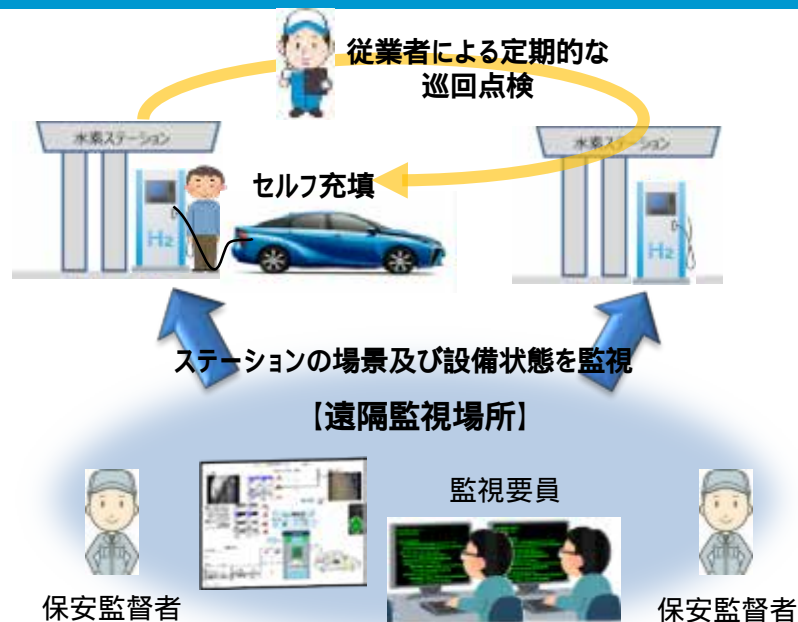 従業者による定期的な
巡回点検
水素ステーション
水素ステーション
セルフ充填
H2
H2
ステーションの場景及び設備状態を監視
【遠隔監視場所】
監視要員
保安監督者
保安監督者